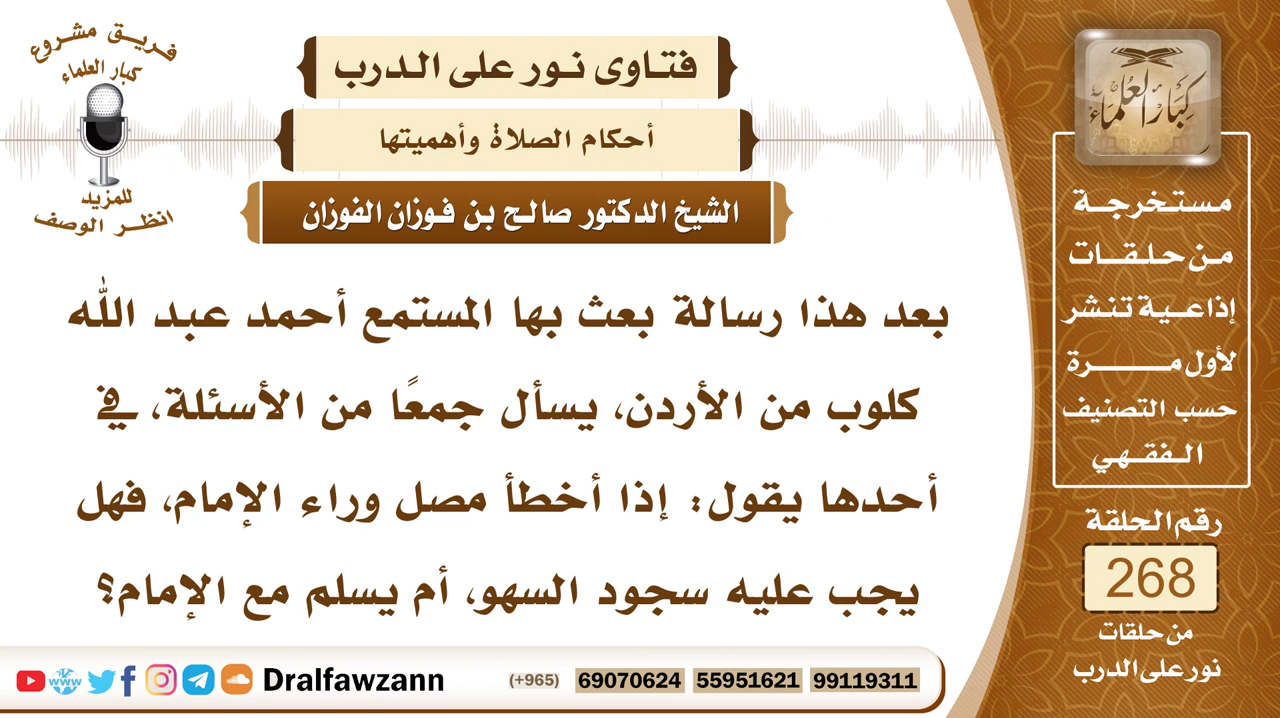 فريق مشروع
كبار العلماء
للمزيد
انظر الوصف
فتاوى نور على الدرب
أحكام الصلاة وأهميتها
الشيخ الدكتور صالح بن فوزان الفوزان
بعد هذا رسالة بعث بها المستمع أحمد عبد الله
كلوب من الأردن، يسأل جمعًا من الأسئلة، في
أحدها يقول: إذا أخطأ مصل وراء الإمام، فهل
يجب عليه سجود السهو، أم يسلم مع الإمام؟
كبار العلماء
مستخرجة
من حلقات
إذاعية تنشر
لأول مرة
حسب التصنيف
الفقهي
رقم الحلقة
268
من حلقات
نور على الدرب
www Dralfawzann (+965) 69070624 55951621 99119311